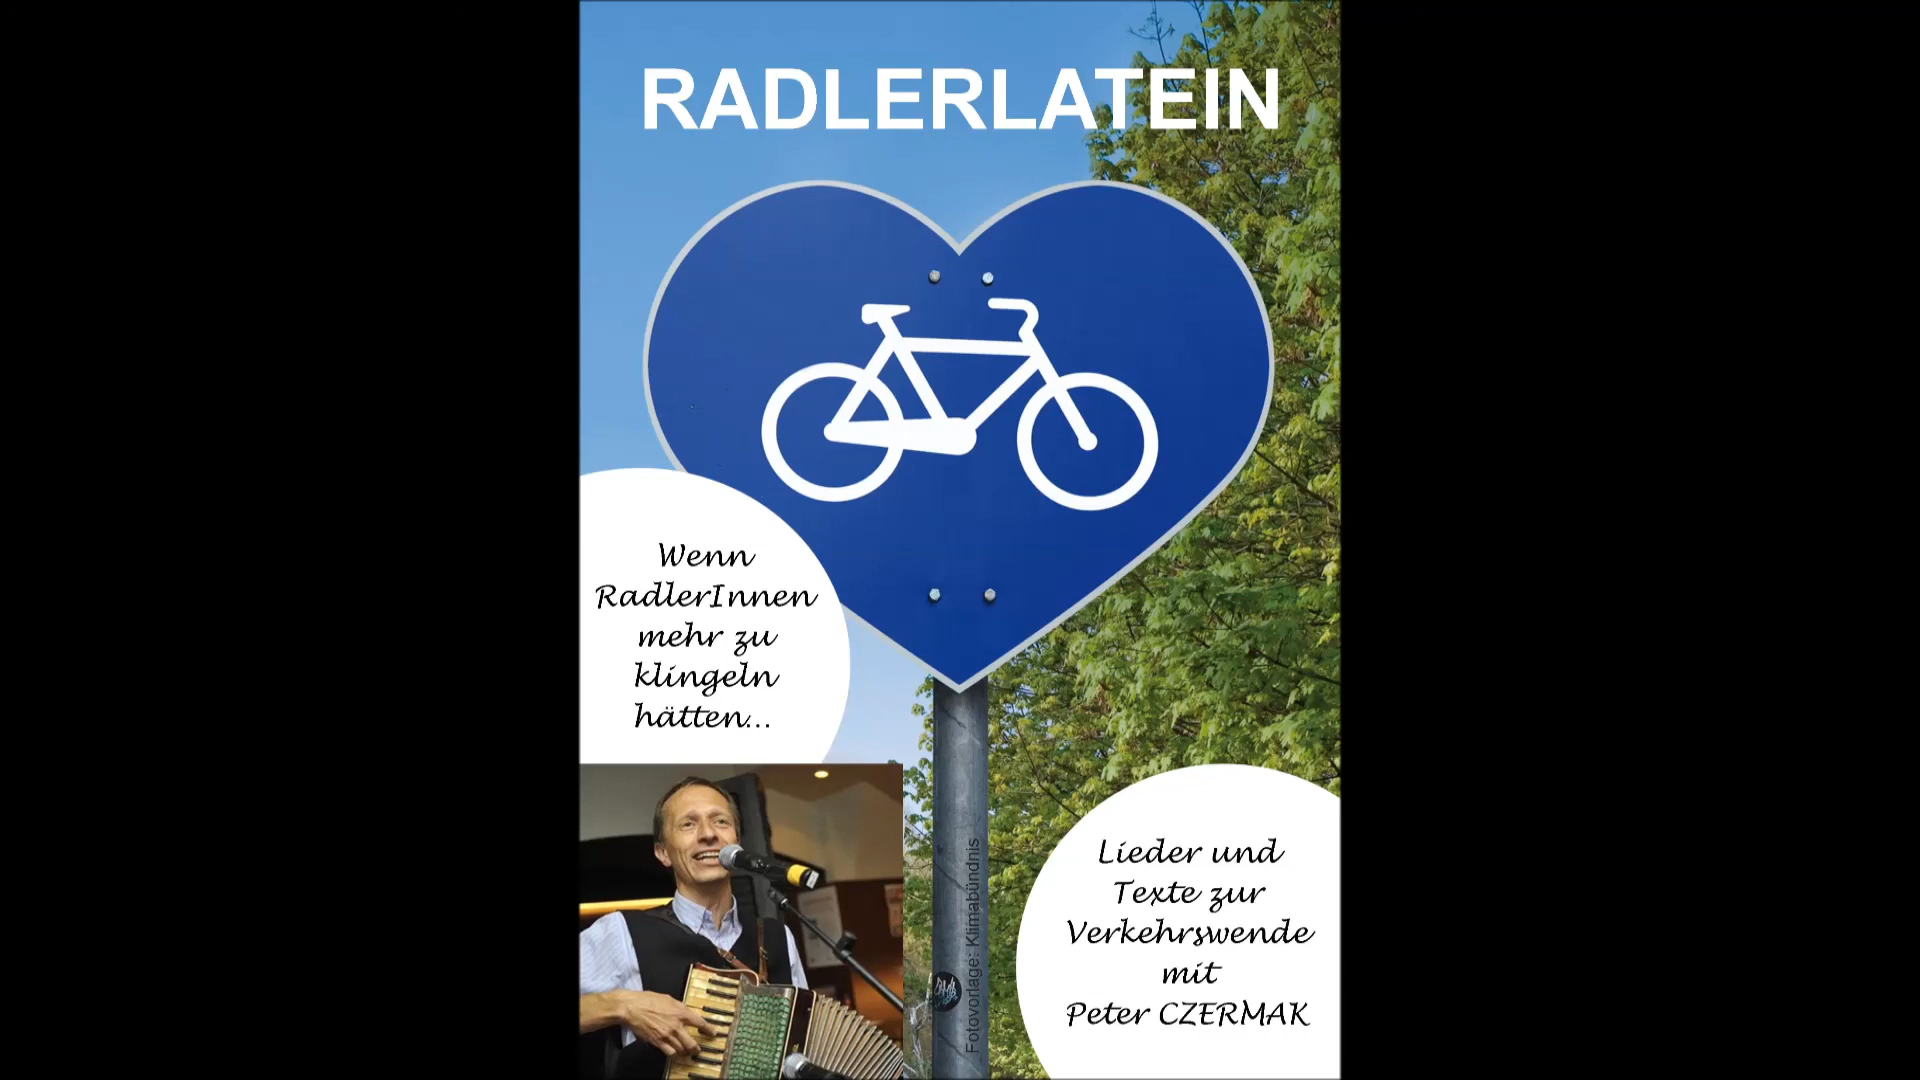 RADLERLATEIN
Wenn
RadlerInnen
mehr zu
klingeln
hätten...
Lieder und
Texte zur
Verkehrswende
mit
Peter CZERMAK
Fotovorlage: Klimabündnis